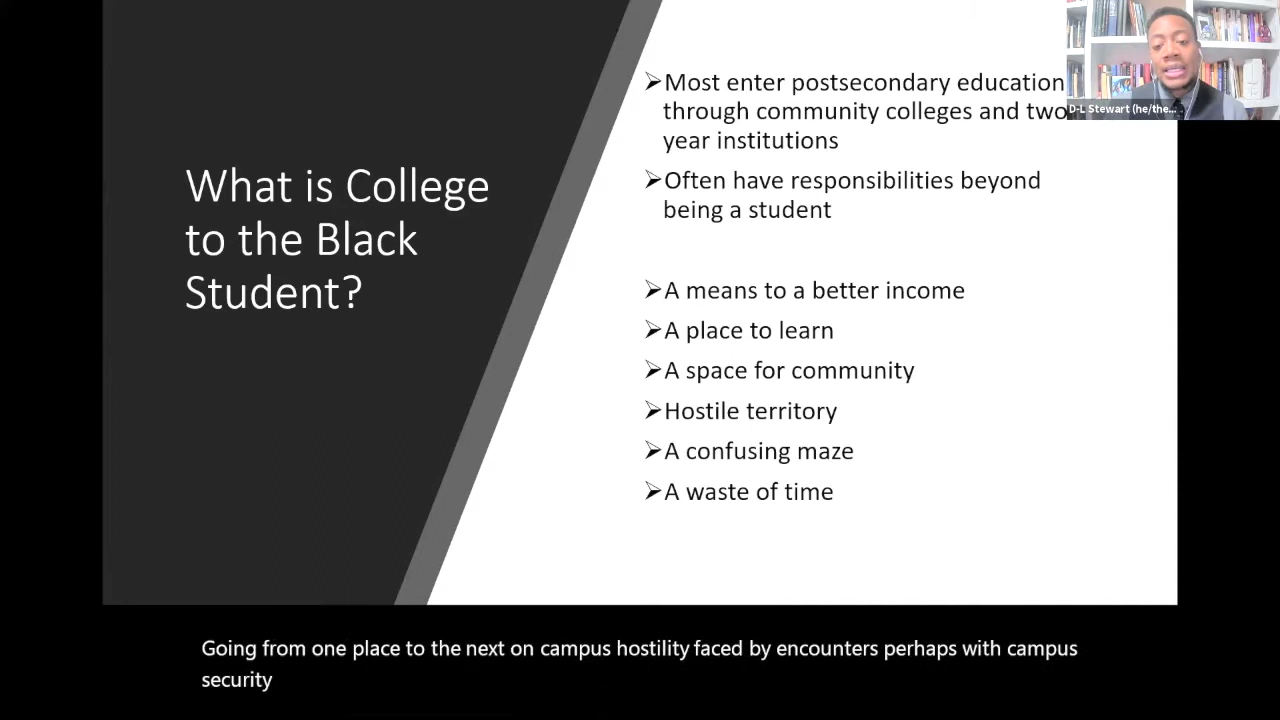 What is College
to the Black
Student?
➢Most enter postsecondary education
through community colleges and two
year institutions
➢Often have responsibilities beyond
being a student
➢A means to a better income
➢A place to learn
➢A space for community
➢Hostile territory
➢A confusing maze
➢A waste of time
D-L Stewart (he/the...
Going from one place to the next on campus hostility faced by encounters perhaps with campus
security